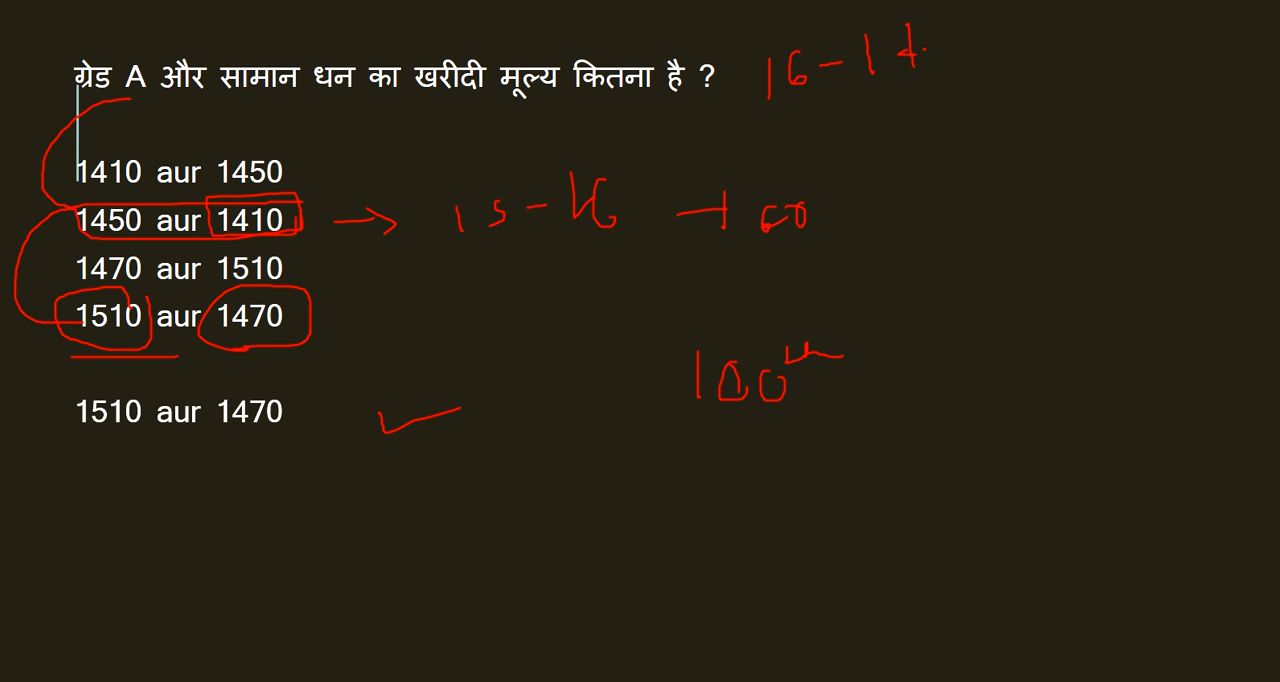 ग्रेड A और सामान धन का खरीदी मूल्य कितना है ? 16-14
1410 aur 1450
1450 aur 1410 15-16
1470 aur 1510
1510 aur 1470
1510 aur 1470